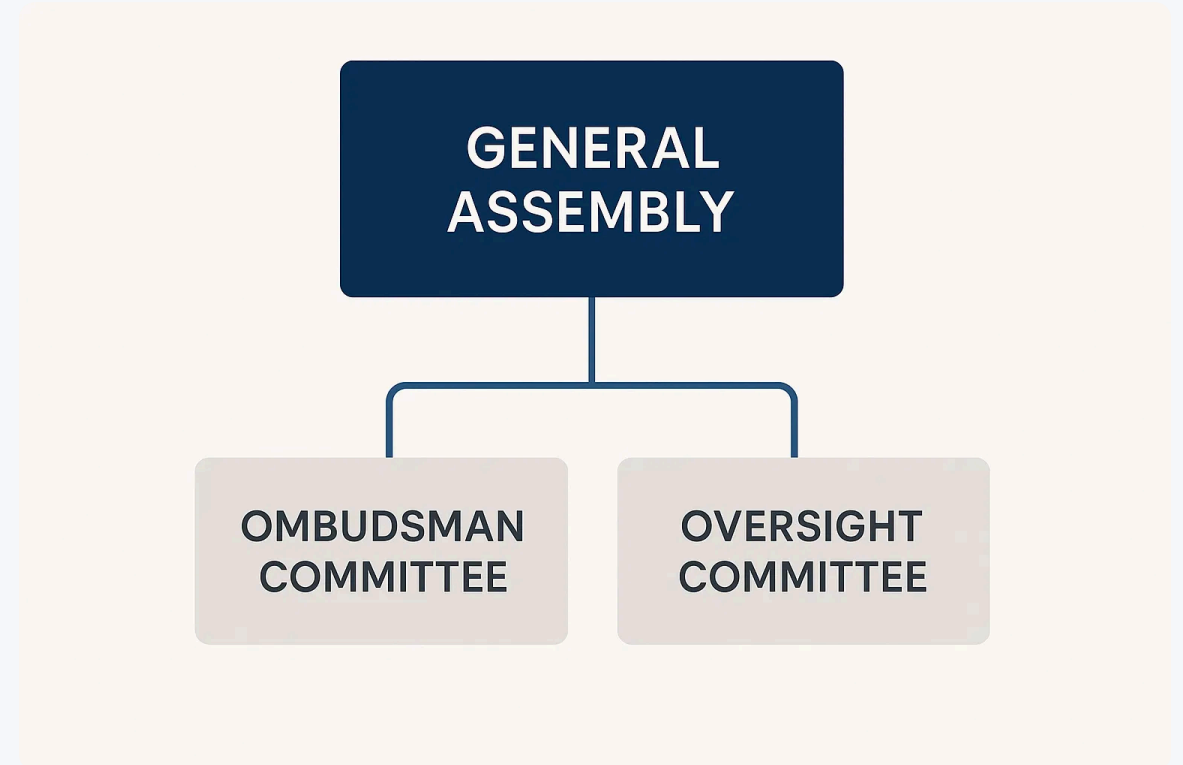 GENERAL
ASSEMBLY
OMBUDSMAN
COMMITTEE
OVERSIGHT
COMMITTEE